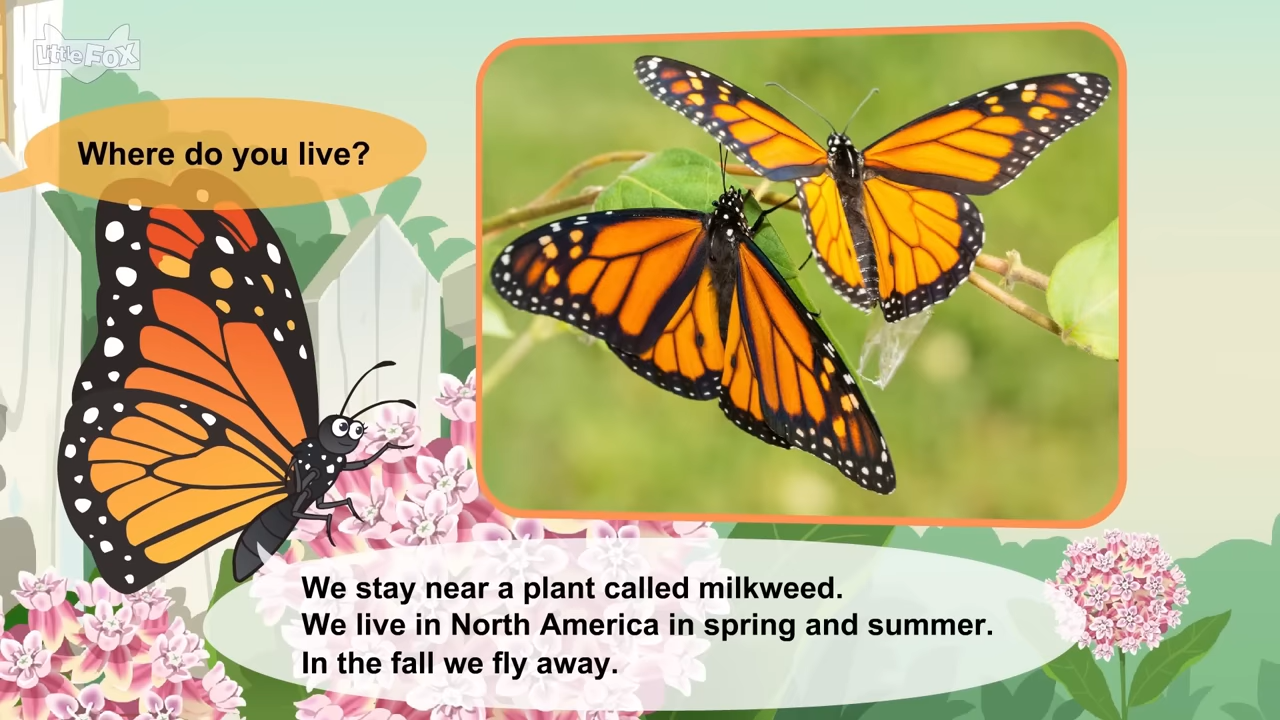 Little Fox
Where do you live?
We stay near a plant called milkweed.
We live in North America in spring and summer.
In the fall we fly away.